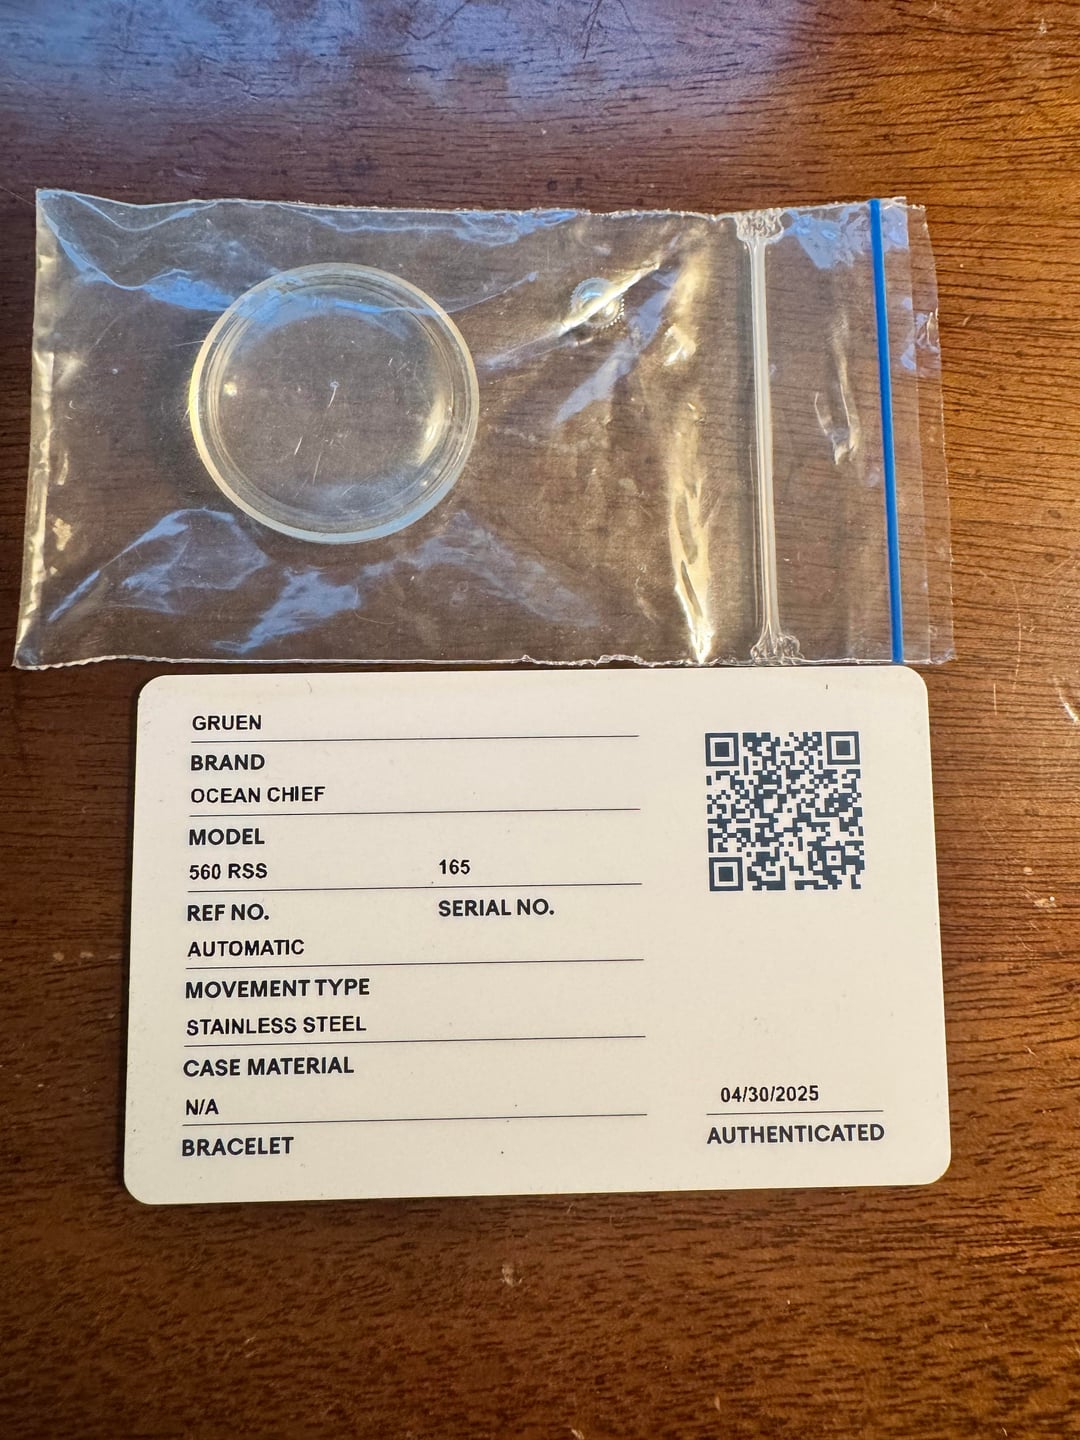 GRUEN
BRAND
OCEAN CHIEF
MODEL
560 RSS 165
REF NO. SERIAL NO.
AUTOMATIC
MOVEMENT TYPE
STAINLESS STEEL
CASE MATERIAL
N/A
BRACELET
04/30/2025
AUTHENTICATED